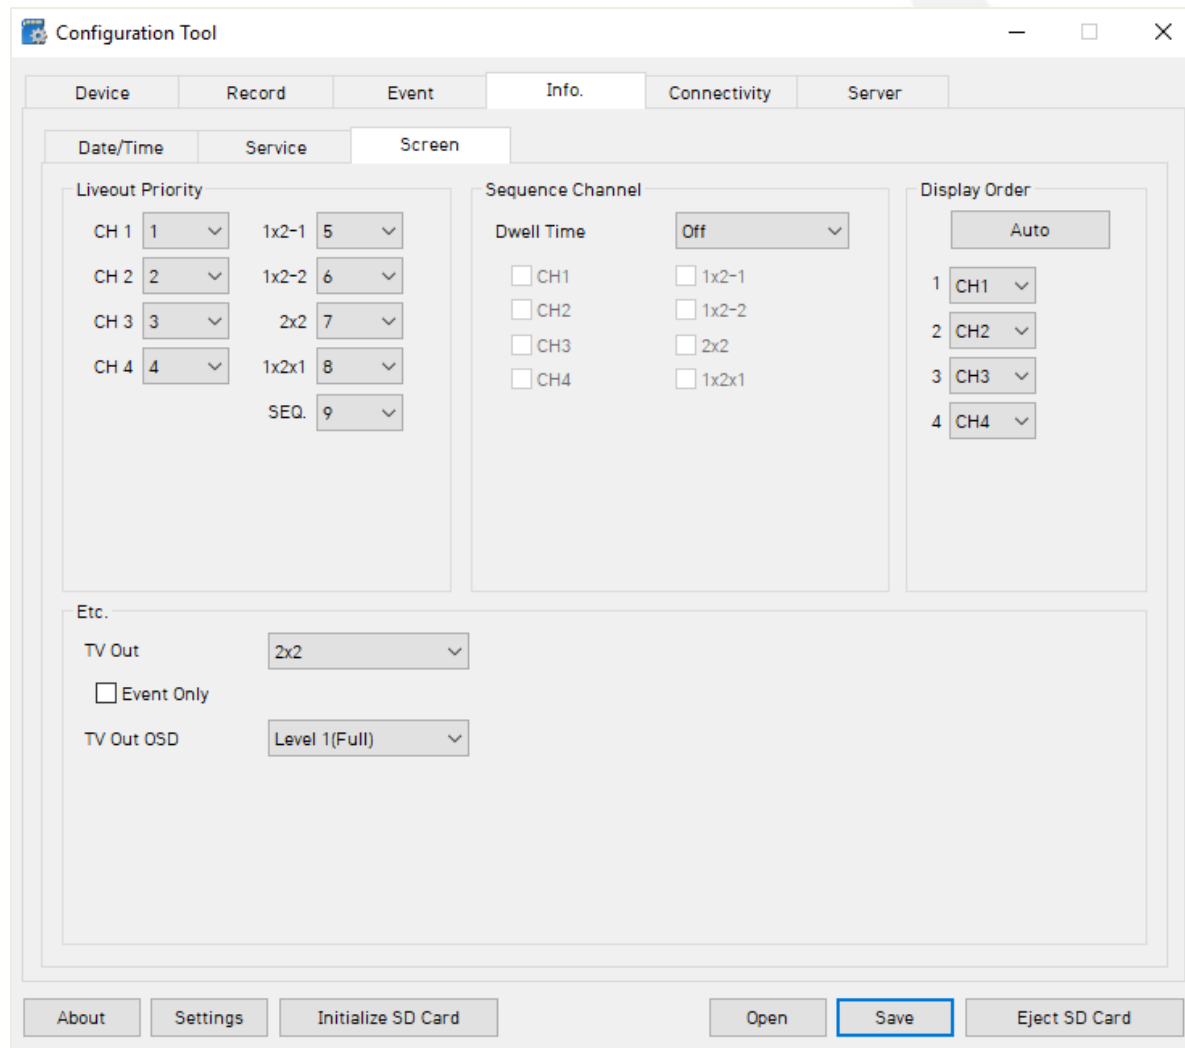 Configuration Tool
Device Record Event Info. Connectivity Server
Date/Time Service Screen
Liveout Priority
CH 1 1 1x2-1 5
CH 2 2 1x2-2 6
CH 3 3 2x2 7
CH 4 4 1x2x1 8
SEQ. 9
Sequence Channel
Dwell Time Off
CH1 1x2-1
CH2 1x2-2
CH3 2x2
CH4 1x2x1
Display Order
Auto
1 CH1
2 CH2
3 CH3
4 CH4
Etc.
TV Out 2x2
Event Only
TV Out OSD Level 1(Full)
About Settings Initialize SD Card Open Save Eject SD Card